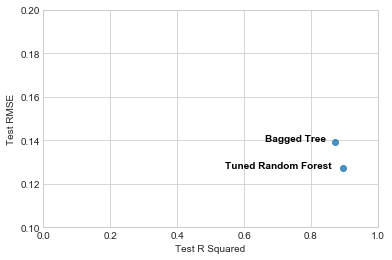 0.20
0.18
0.16
0.14
0.12
0.10
Test RMSE
Bagged Tree
Tuned Random Forest
0.0 0.2 0.4 0.6 0.8 1.0
Test R Squared